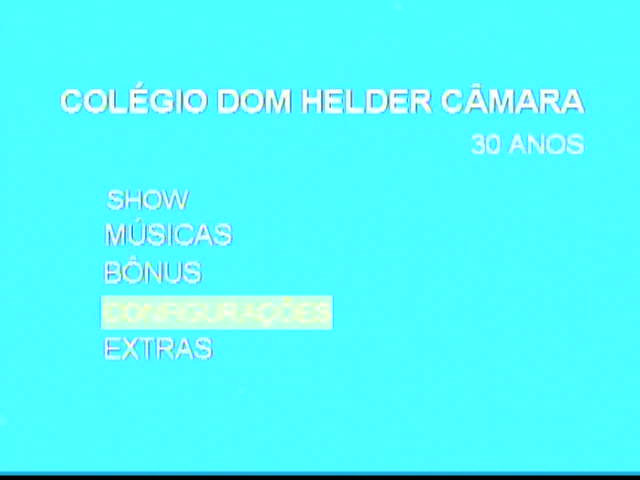 COLÉGIO DOM HELDER CÂMARA
30 ANOS
SHOW
MÚSICAS
BÔNUS
CONFIGURAÇÕES
EXTRAS